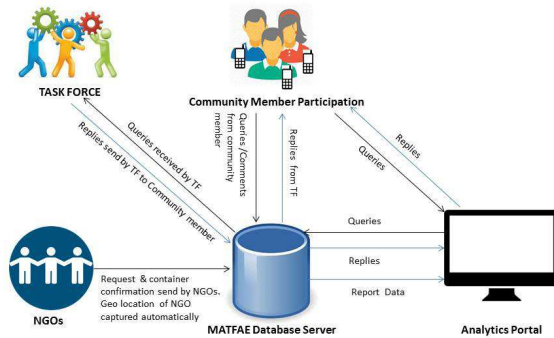 TASK FORCE
Community Member Participation
Queries received by TF
Replies send by TF to Community member
Queries /Comments
from community
member
Replies from TF
Replies
Queries
Queries
Replies
Report Data
Request & container
confirmation send by NGOs.
Geo location of NGO
captured automatically
NGOs
MATFAE Database Server
Analytics Portal